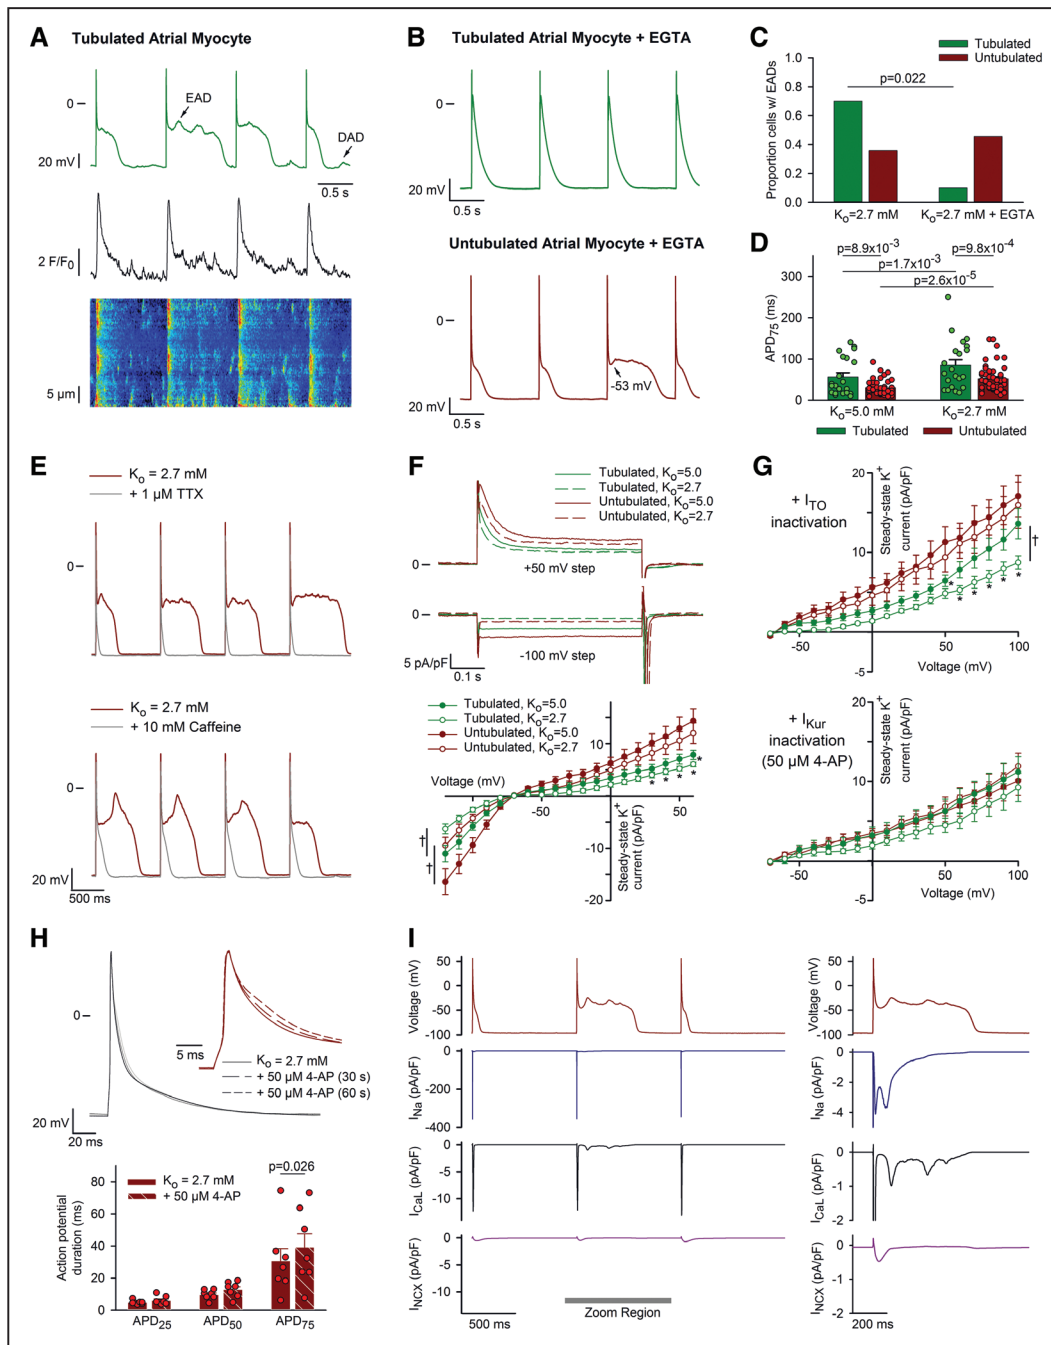 A
Tubulated Atrial Myocyte
0
EAD
DAD
20 mV
0.5 s
2 F/F0
5 µm
B
Tubulated Atrial Myocyte + EGTA
0
20 mV
0.5 s
Untubulated Atrial Myocyte + EGTA
0
-53 mV
20 mV
0.5 s
C
Tubulated
Untubulated
Proportion cells w/ EADs
1.0
0.8
0.6
0.4
0.2
0.0
p=0.022
Ko=2.7 mM
Ko=2.7 mM + EGTA
D
p=8.9x10-3
p=9.8x10-4
p=1.7x10-3
p=2.6x10-5
APD75 (ms)
300
200
100
0
Ko=5.0 mM
Ko=2.7 mM
Tubulated
Untubulated
E
Ko = 2.7 mM
+ 1 µM TTX
0
Ko = 2.7 mM
+ 10 mM Caffeine
0
20 mV
500 ms
F
Tubulated, Ko=5.0
Tubulated, Ko=2.7
Untubulated, Ko=5.0
Untubulated, Ko=2.7
0
+50 mV step
0
5 pA/pF
0.1 s
-100 mV step
Tubulated, Ko=5.0
Tubulated, Ko=2.7
Untubulated, Ko=5.0
Untubulated, Ko=2.7
Voltage (mV)
10
-50
50
-10
-20
Steady-state K+
current (pA/pF)
*
* * * *
†
†
G
+ ITO
inactivation
Steady-state K+
current (pA/pF)
20
10
-5
-50
50
100
Voltage (mV)
†
* * * * *
+ IKur
inactivation
(50 µM 4-AP)
Steady-state K+
current (pA/pF)
20
10
-5
-50
50
100
Voltage (mV)
H
0
5 ms
Ko = 2.7 mM
+ 50 µM 4-AP (30 s)
+ 50 µM 4-AP (60 s)
20 mV
20 ms
Ko = 2.7 mM
+ 50 µM 4-AP
p=0.026
Action potential
duration (ms)
80
60
40
20
0
APD25
APD50
APD75
I
Voltage (mV)
50
0
-50
-100
INa (pA/pF)
0
-200
-400
ICaL (pA/pF)
0
-5
-10
INCX (pA/pF)
0
-5
-10
500 ms
Zoom Region
Voltage (mV)
50
0
-50
-100
INa (pA/pF)
0
-2
-4
ICaL (pA/pF)
0
-1
-2
INCX (pA/pF)
0
-1
200 ms